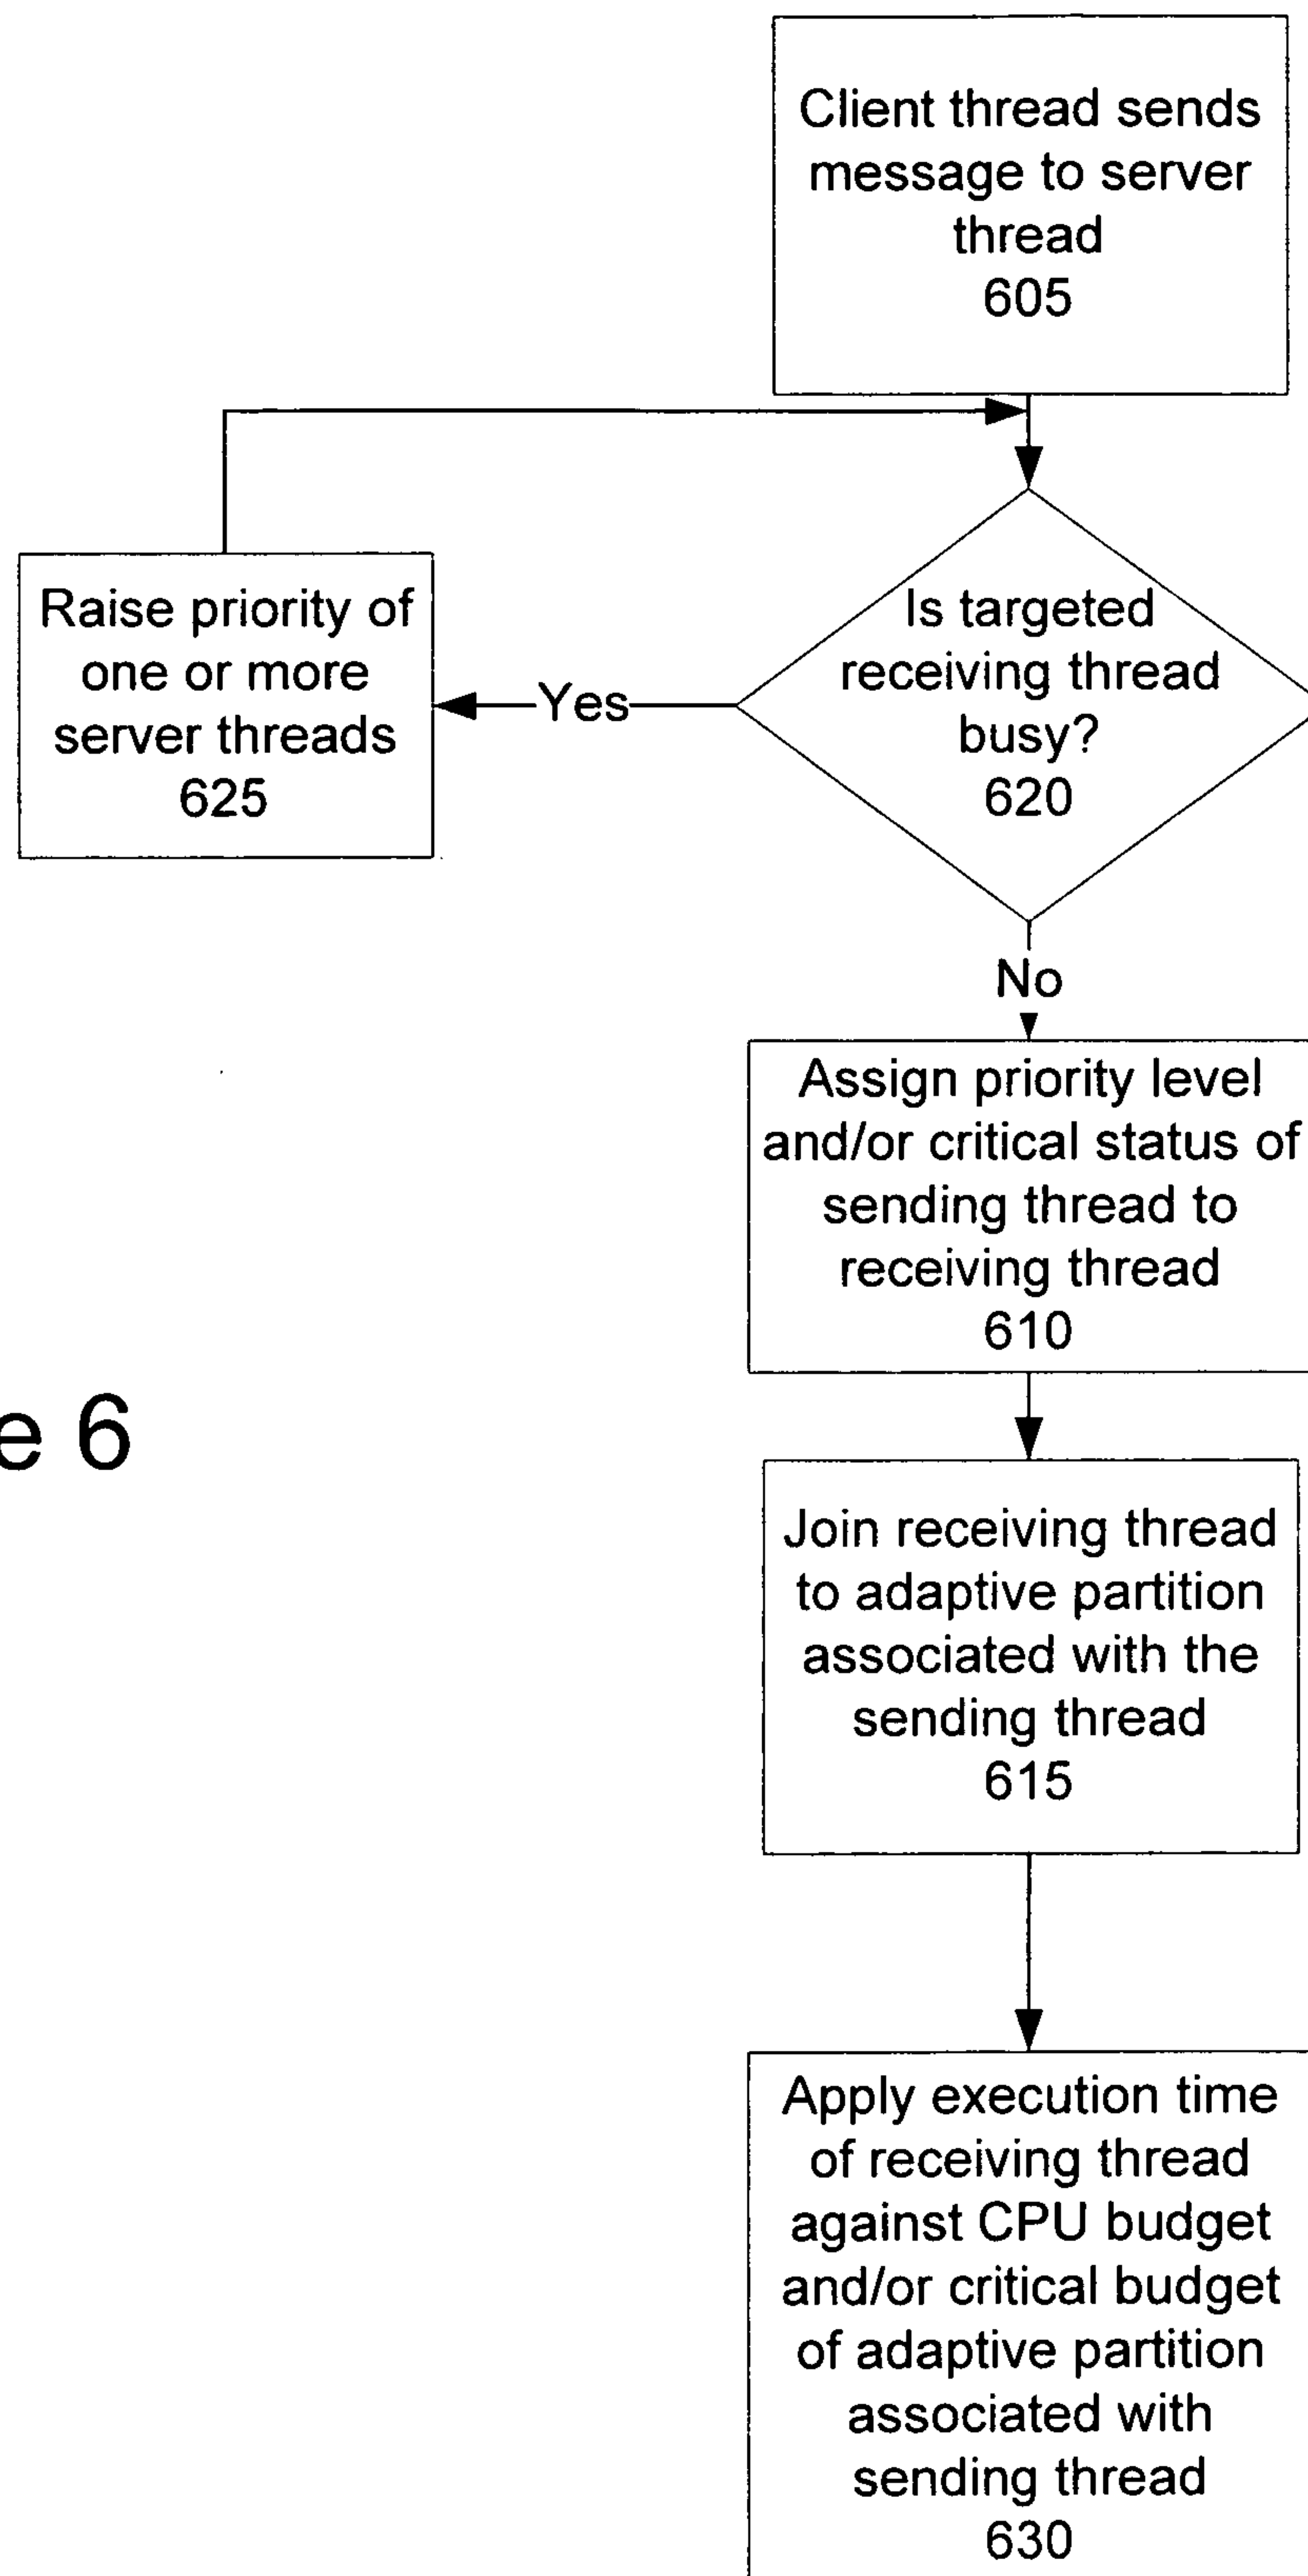 Client thread sends
message to server
thread
605
Is targeted
receiving thread
busy?
620
Yes
Raise priority of
one or more
server threads
625
No
Assign priority level
and/or critical status of
sending thread to
receiving thread
610
e 6
Join receiving thread
to adaptive partition
associated with the
sending thread
615
Apply execution time
of receiving thread
against CPU budget
and/or critical budget
of adaptive partition
associated with
sending thread
630